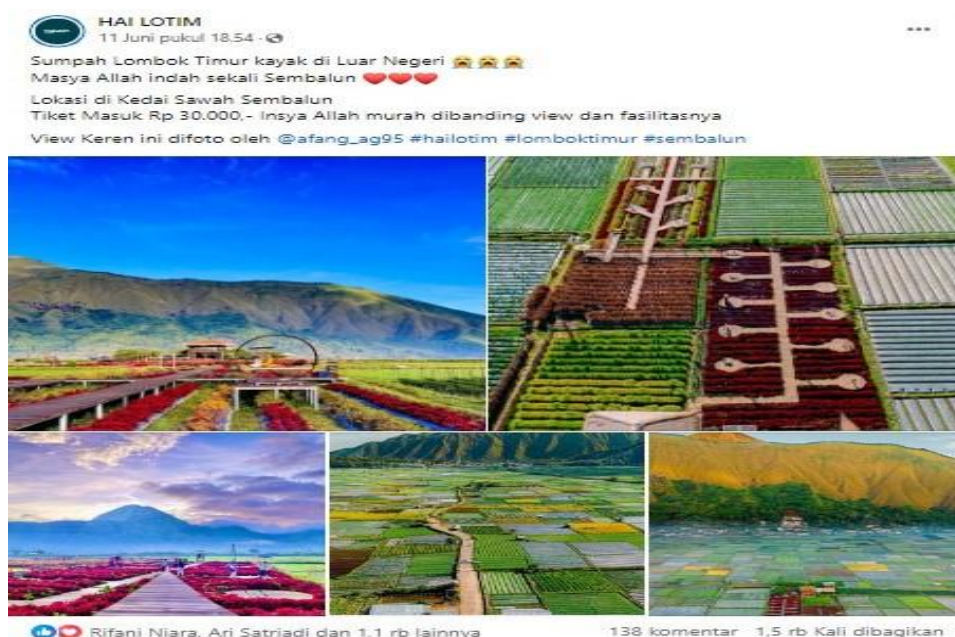 HAI LOTIM
11 Juni pukul 18.54 ·
Sumpah Lombok Timur kayak di Luar Negeri 😭😭😭
Masya Allah indah sekali Sembalun ❤❤❤
Lokasi di Kedai Sawah Sembalun
Tiket Masuk Rp 30.000,- Insya Allah murah dibanding view dan fasilitasnya
View Keren ini difoto oleh @afang_ag95 #hailotim #lomboktimur #sembalun
Rifani Niara, Ari Satriadi dan 1,1 rb lainnya
138 komentar 1,5 rb Kali dibagikan